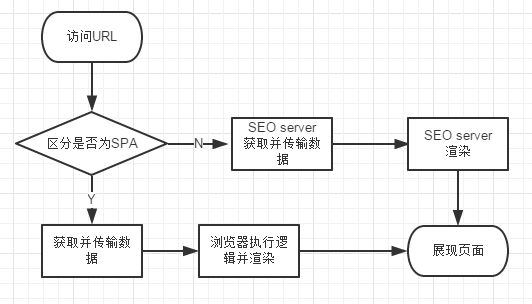 访问URL
区分是否为SPA
N
SEO server
获取并传输数
据
SEO server
渲染
Y
获取并传输数
据
浏览器执行逻
辑并渲染
展现页面